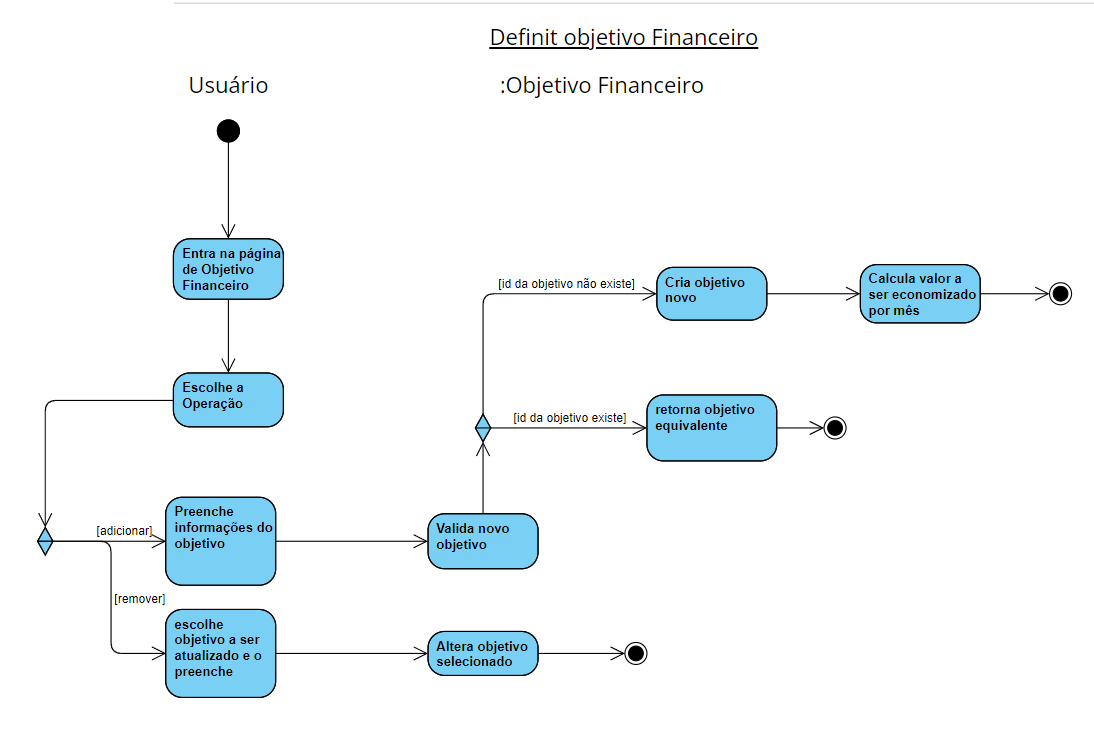 Definit objetivo Financeiro
Usuário
:Objetivo Financeiro
Entra na página
de Objetivo
Financeiro
Escolhe a
Operação
[adicionar]
Preenche
informações do
objetivo
[remover]
escolhe
objetivo a ser
atualizado e o
preenche
Valida novo
objetivo
Altera objetivo
selecionado
[id da objetivo não existe]
Cria objetivo
novo
Calcula valor a
ser economizado
por mês
[id da objetivo existe]
retorna objetivo
equivalente